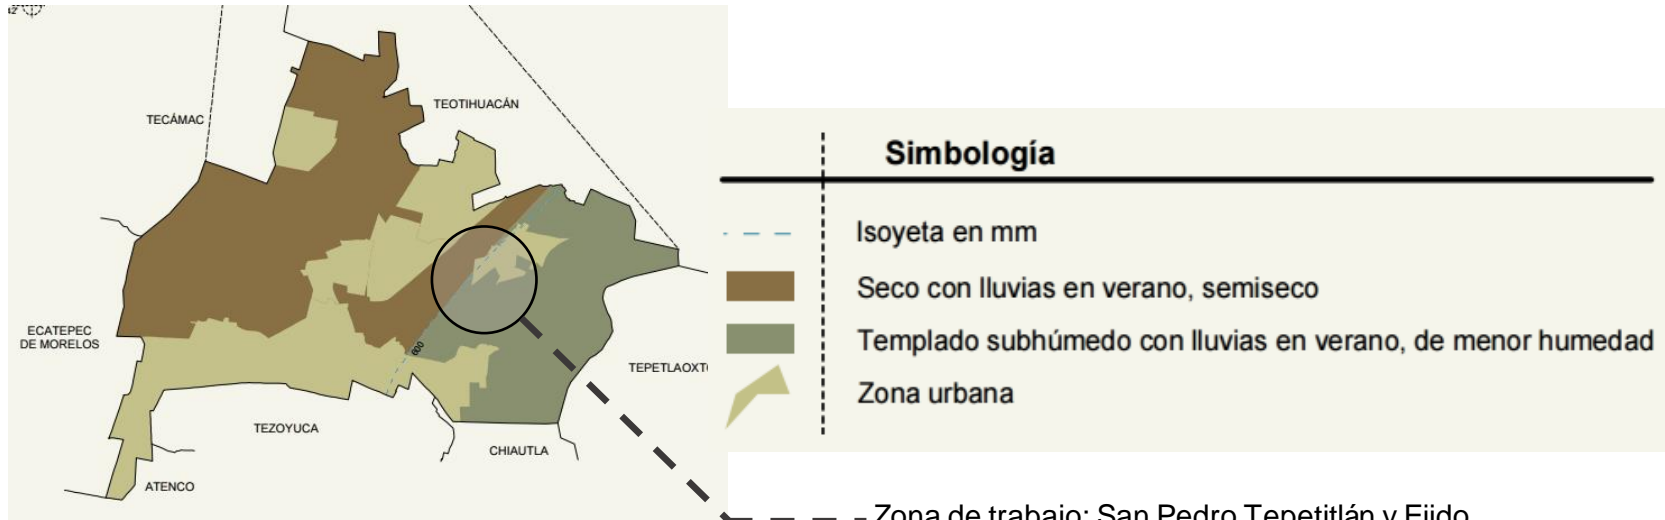 TECÁMAC
TEOTIHUACÁN
ECATEPEC
DE MORELOS
600
TEPETLAOXT
TEZOYUCA
CHIAUTLA
ATENCO
Simbología
Isoyeta en mm
Seco con lluvias en verano, semiseco
Templado subhúmedo con lluvias en verano, de menor humedad
Zona urbana
Zona de trabajo: San Pedro Tepetitlán y Ejido